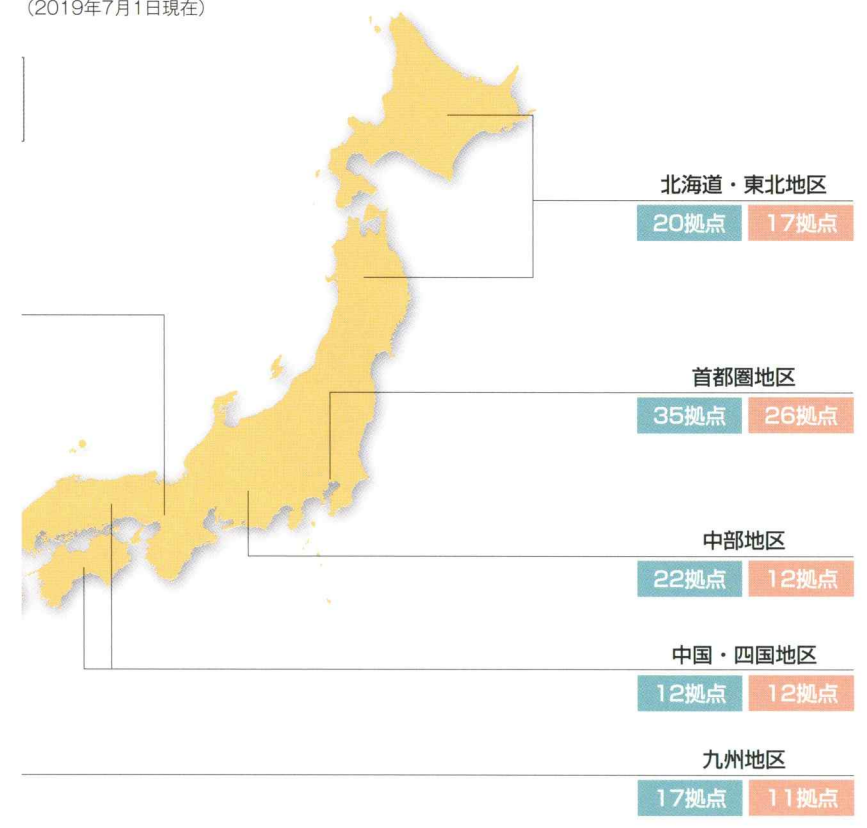 (2019年7月1日現在)
北海道・東北地区
20拠点 17拠点
首都圏地区
35拠点 26拠点
中部地区
22拠点 12拠点
中国・四国地区
12拠点 12拠点
九州地区
17拠点 11拠点